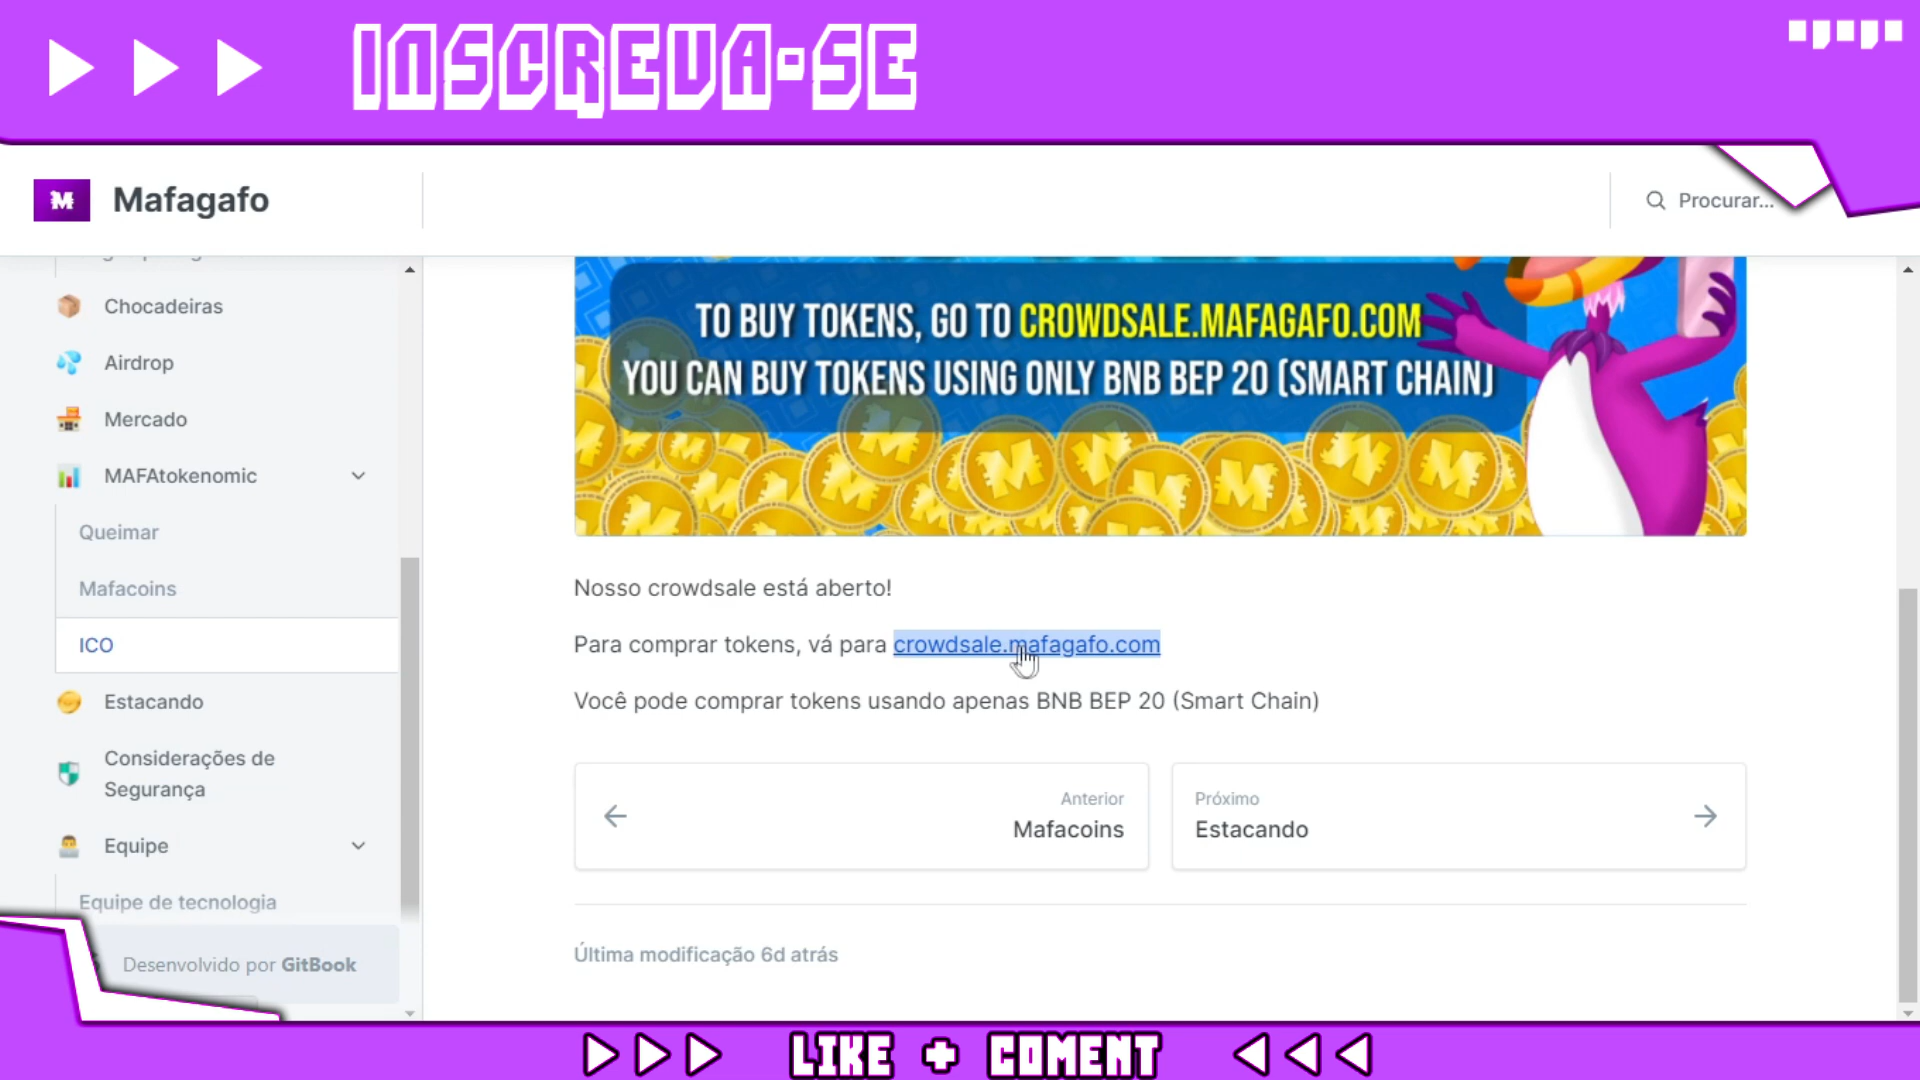 INSCREVA-SE
M
Mafagafo
Procurar...
Chocadeiras
Airdrop
Mercado
MAFAtokenomic
Queimar
Mafacoins
ICO
Estacando
Considerações de
Segurança
Equipe
Equipe de tecnologia
Desenvolvido por GitBook
TO BUY TOKENS, GO TO CROWDSALE.MAFAGAFO.COM
YOU CAN BUY TOKENS USING ONLY BNB BEP 20 (SMART CHAIN)
Nosso crowdsale está aberto!
Para comprar tokens, vá para crowdsale.mafagafo.com
Você pode comprar tokens usando apenas BNB BEP 20 (Smart Chain)
Anterior
Mafacoins
Próximo
Estacando
Última modificação 6d atrás
LIKE + COMENT